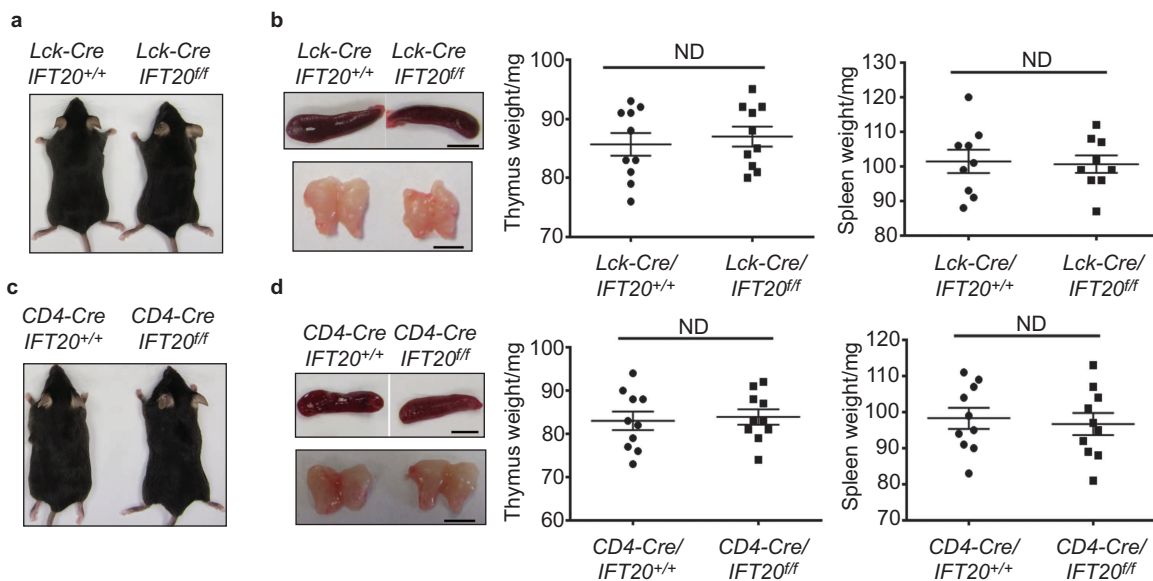 a
Lck-Cre Lck-Cre
IFT20+/+ IFT20f/f
b
Lck-Cre Lck-Cre
IFT20+/+ IFT20f/f
Thymus weight/mg
100
90
80
70
ND
Lck-Cre/ Lck-Cre/
IFT20+/+ IFT20f/f
Spleen weight/mg
130
120
110
100
90
80
ND
Lck-Cre/ Lck-Cre/
IFT20+/+ IFT20f/f
c
CD4-Cre CD4-Cre
IFT20+/+ IFT20f/f
d
CD4-Cre CD4-Cre
IFT20+/+ IFT20f/f
Thymus weight/mg
100
90
80
70
60
ND
CD4-Cre/ CD4-Cre/
IFT20+/+ IFT20f/f
Spleen weight/mg
120
110
100
90
80
70
ND
CD4-Cre/ CD4-Cre/
IFT20+/+ IFT20f/f